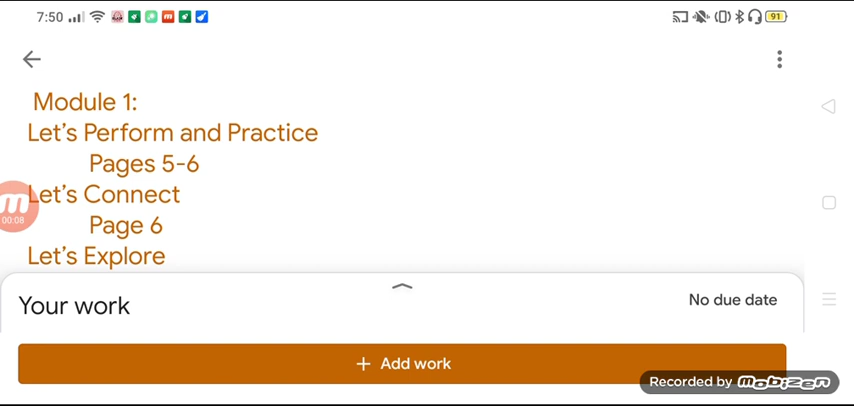 7:50 91
Module 1:
Let's Perform and Practice
Pages 5-6
Let's Connect
Page 6
00:08
Let's Explore
Your work
No due date
+ Add work
Recorded by mobizen